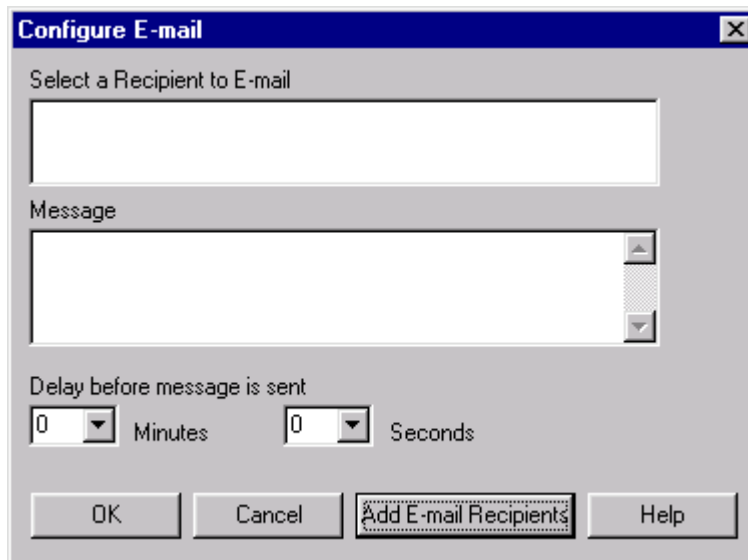 Configure E-mail
Select a Recipient to E-mail
Message
Delay before message is sent
0 Minutes 0 Seconds
OK Cancel Add E-mail Recipients Help